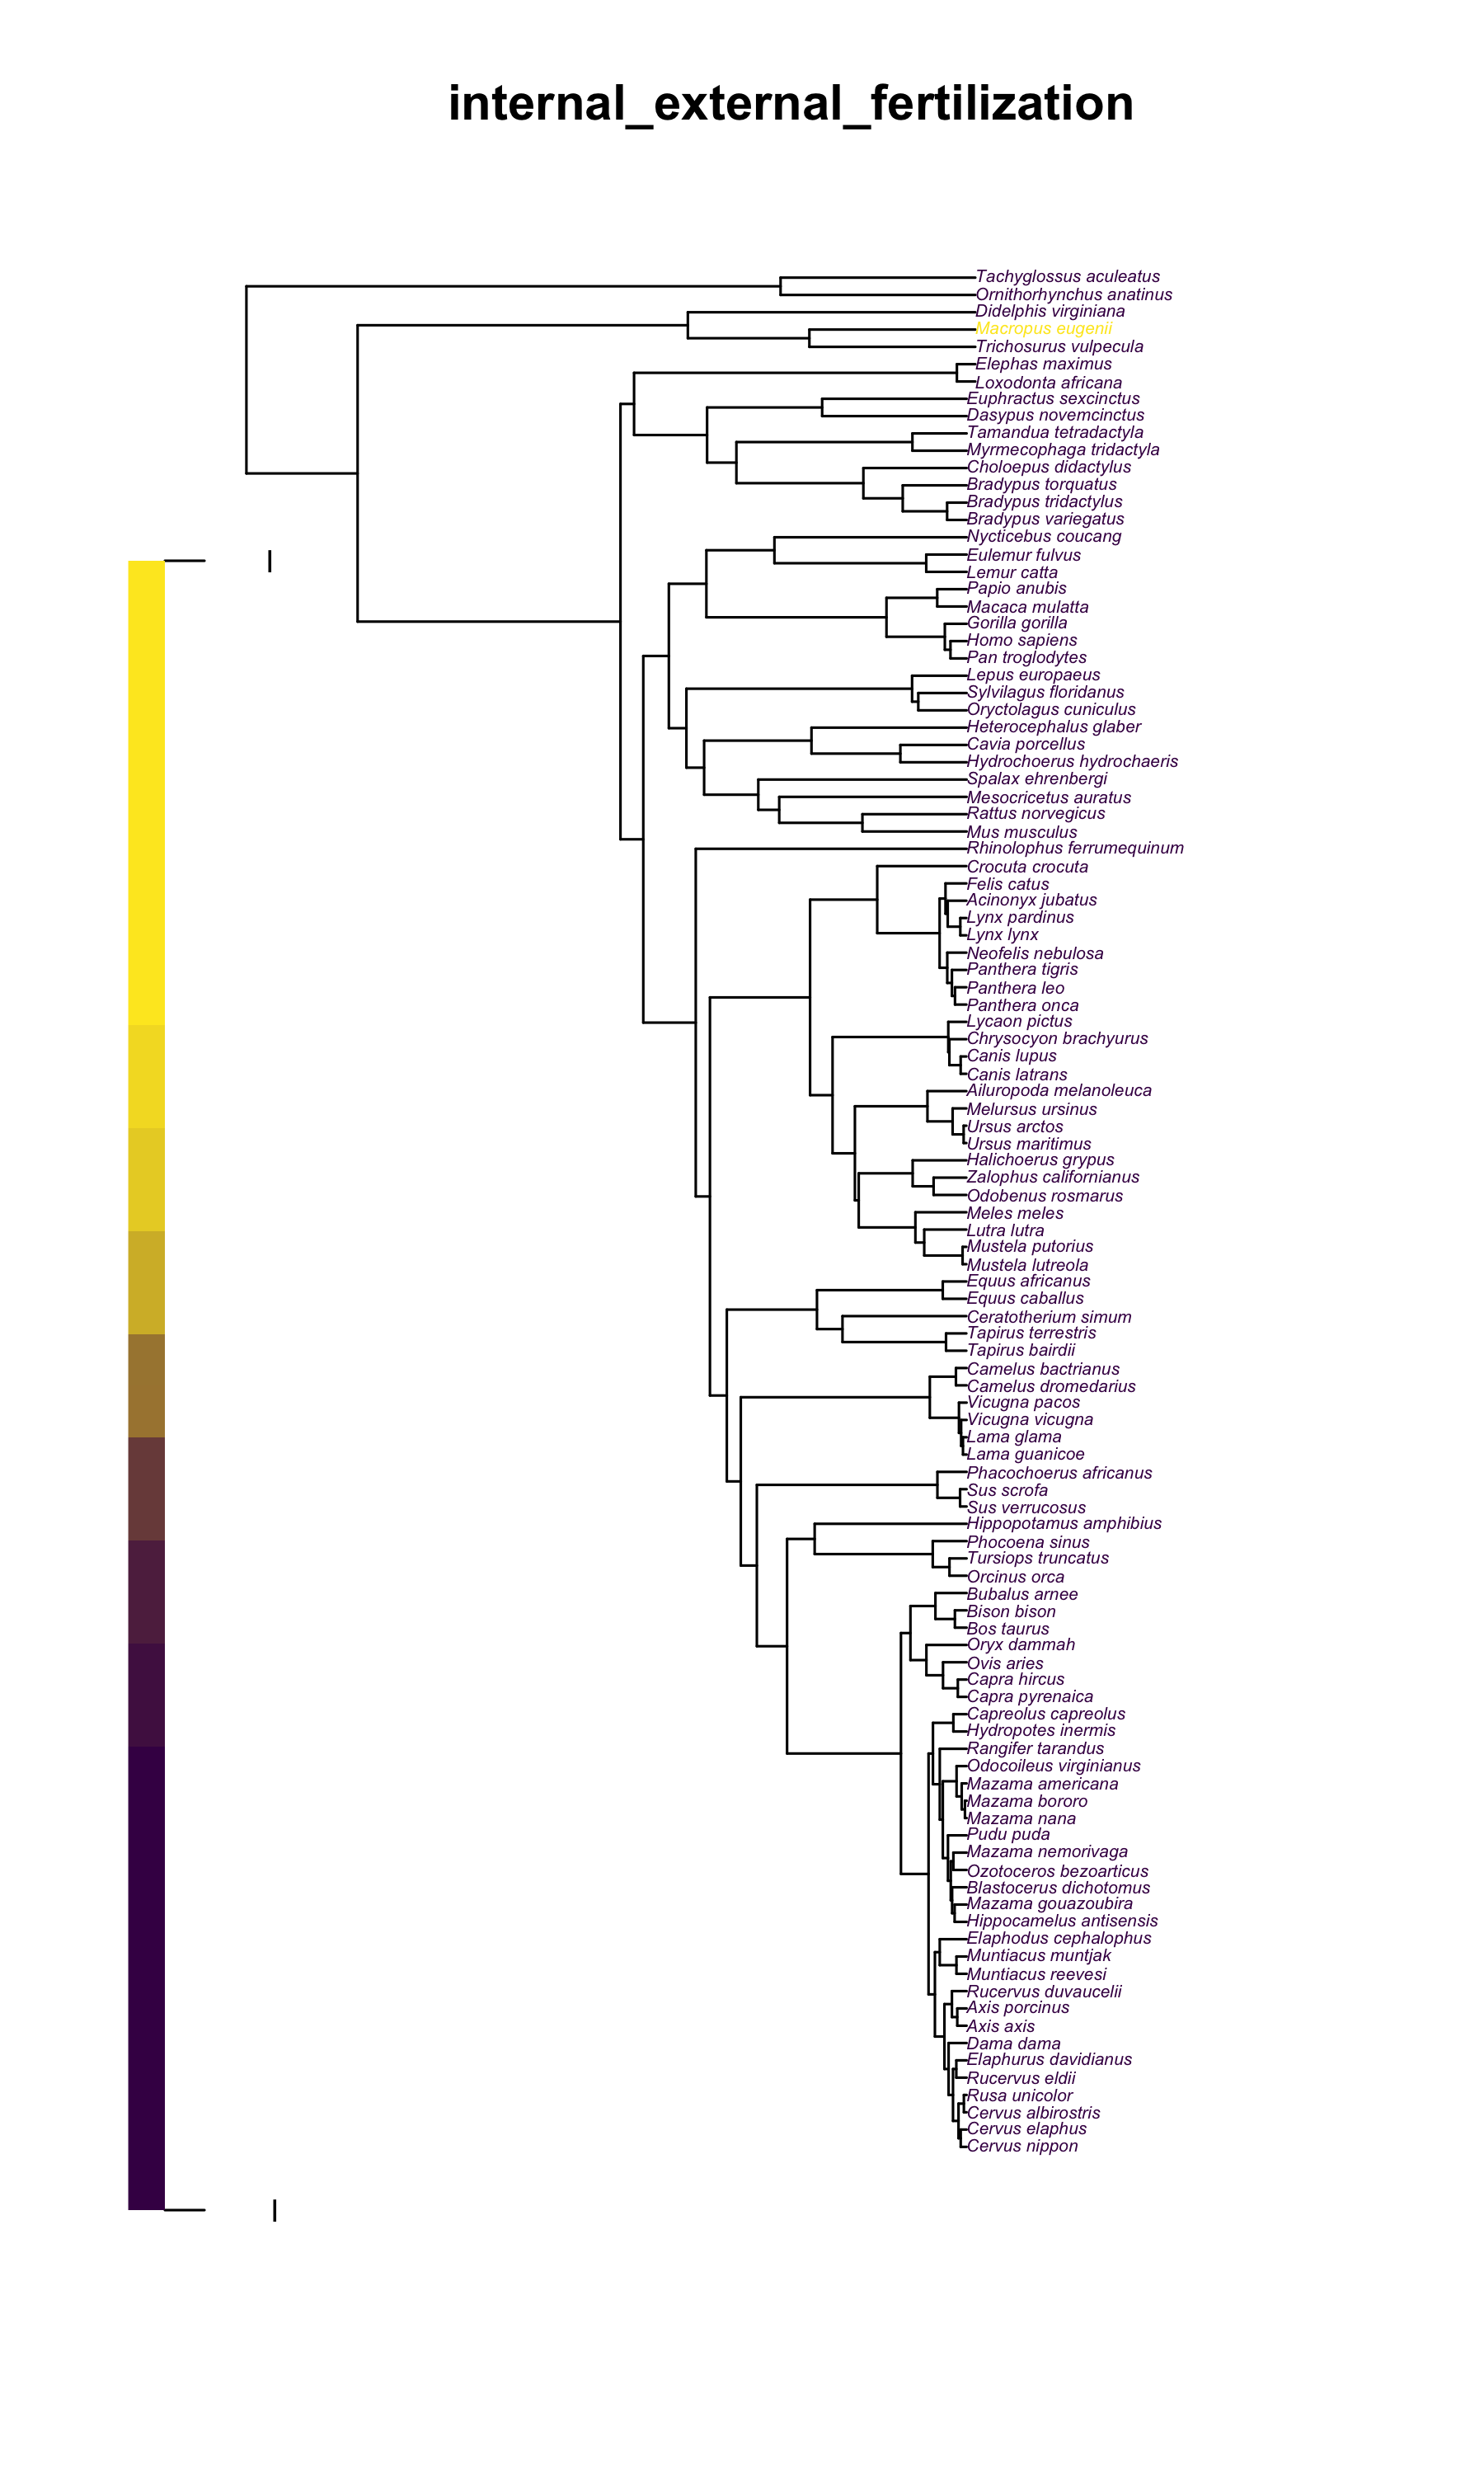 internal_external_fertilization
Tachyglossus aculeatus
Ornithorhynchus anatinus
Didelphis virginiana
Macropus eugenii
Trichosurus vulpecula
Elephas maximus
Loxodonta africana
Euphractus sexcinctus
Dasypus novemcinctus
Tamandua tetradactyla
Myrmecophaga tridactyla
Choloepus didactylus
Bradypus torquatus
Bradypus tridactylus
Bradypus variegatus
Nycticebus coucang
Eulemur fulvus
Lemur catta
Papio anubis
Macaca mulatta
Gorilla gorilla
Homo sapiens
Pan troglodytes
Lepus europaeus
Sylvilagus floridanus
Oryctolagus cuniculus
Heterocephalus glaber
Cavia porcellus
Hydrochoerus hydrochaeris
Spalax ehrenbergi
Mesocricetus auratus
Rattus norvegicus
Mus musculus
Rhinolophus ferrumequinum
Crocuta crocuta
Felis catus
Acinonyx jubatus
Lynx pardinus
Lynx lynx
Neofelis nebulosa
Panthera tigris
Panthera leo
Panthera onca
Lycaon pictus
Chrysocyon brachyurus
Canis lupus
Canis latrans
Ailuropoda melanoleuca
Melursus ursinus
Ursus arctos
Ursus maritimus
Halichoerus grypus
Zalophus californianus
Odobenus rosmarus
Meles meles
Lutra lutra
Mustela putorius
Mustela lutreola
Equus africanus
Equus caballus
Ceratotherium simum
Tapirus terrestris
Tapirus bairdii
Camelus bactrianus
Camelus dromedarius
Vicugna pacos
Vicugna vicugna
Lama glama
Lama guanicoe
Phacochoerus africanus
Sus scrofa
Sus verrucosus
Hippopotamus amphibius
Phocoena sinus
Tursiops truncatus
Orcinus orca
Bubalus arnee
Bison bison
Bos taurus
Oryx dammah
Ovis aries
Capra hircus
Capra pyrenaica
Capreolus capreolus
Hydropotes inermis
Rangifer tarandus
Odocoileus virginianus
Mazama americana
Mazama bororo
Mazama nana
Pudu puda
Mazama nemorivaga
Ozotoceros bezoarticus
Blastocerus dichotomus
Mazama gouazoubira
Hippocamelus antisensis
Elaphodus cephalophus
Muntiacus muntjak
Muntiacus reevesi
Rucervus duvaucelii
Axis porcinus
Axis axis
Dama dama
Elaphurus davidianus
Rucervus eldii
Rusa unicolor
Cervus albirostris
Cervus elaphus
Cervus nippon